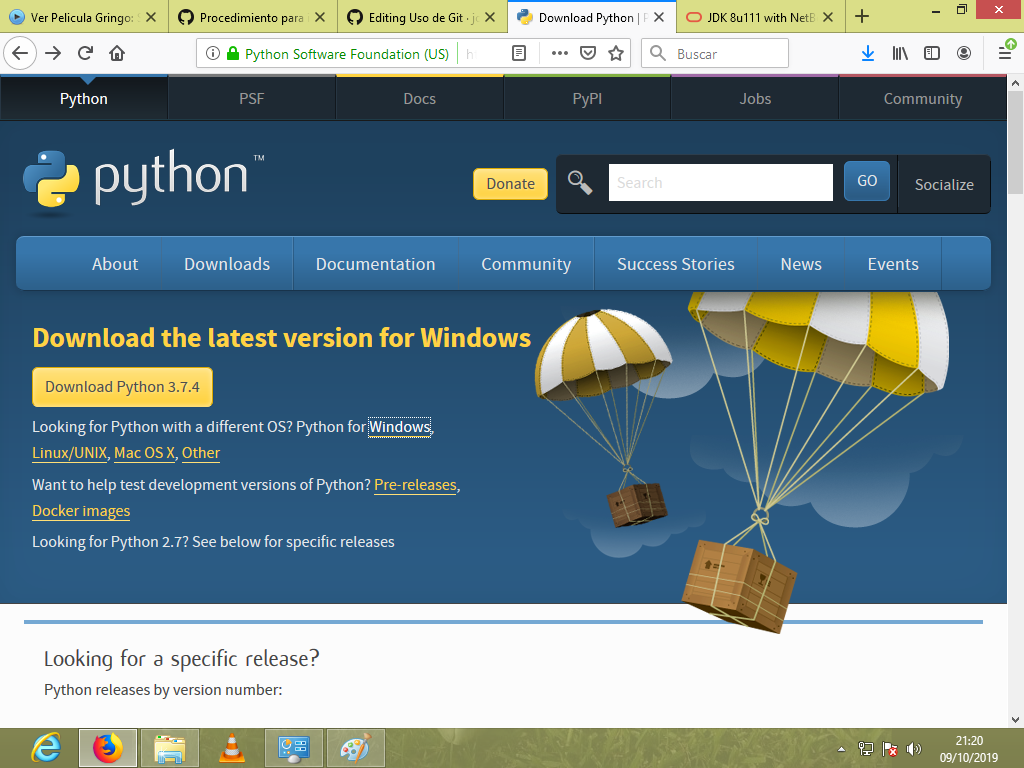 Ver Pelicula Gringo: S
Procedimiento para
Editing Uso de Git · jo
Download Python | P
JDK 8u111 with NetB
Python Software Foundation (US)
Buscar
Python
PSF
Docs
PyPI
Jobs
Community
python™
Donate
Search
GO
Socialize
About
Downloads
Documentation
Community
Success Stories
News
Events
Download the latest version for Windows
Download Python 3.7.4
Looking for Python with a different OS? Python for Windows,
Linux/UNIX, Mac OS X, Other
Want to help test development versions of Python? Pre-releases,
Docker images
Looking for Python 2.7? See below for specific releases
Looking for a specific release?
Python releases by version number:
21:20
09/10/2019